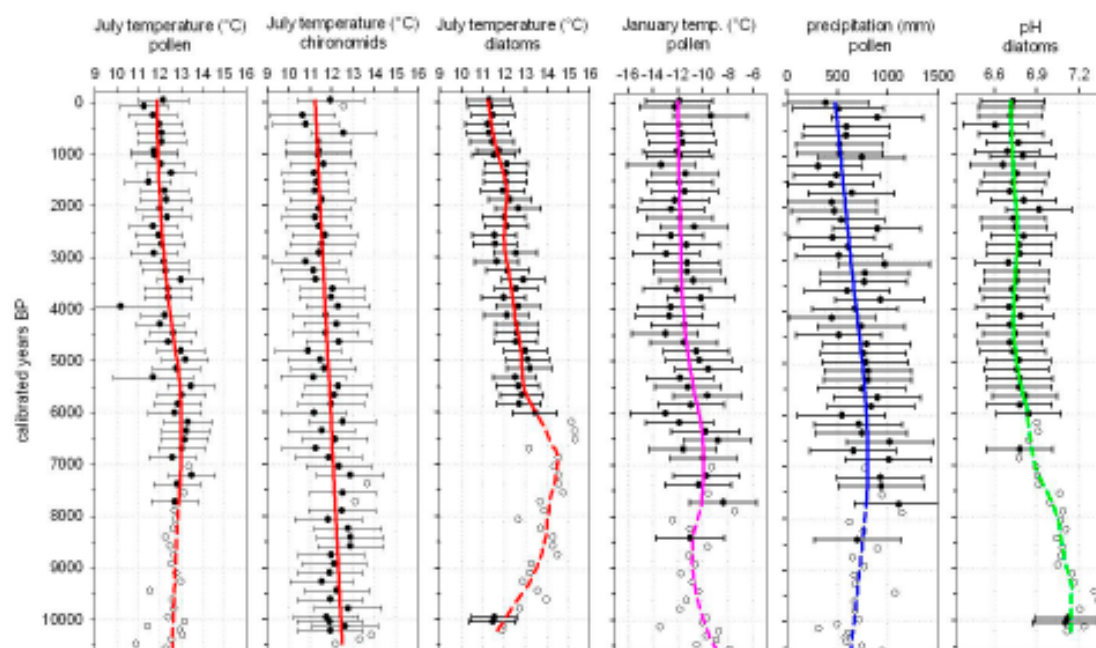 July temperature (°C)
pollen
July temperature (°C)
chironomids
July temperature (°C)
diatoms
January temp. (°C)
pollen
precipitation (mm)
pollen
pH
diatoms
9 10 11 12 13 14 15 16
9 10 11 12 13 14 15 16
9 10 11 12 13 14 15 16
-16 -14 -12 -10 -8 -6
0 500 1000 1500
6.6 6.9 7.2
calibrated years BP
0
1000
2000
3000
4000
5000
6000
7000
8000
9000
10000